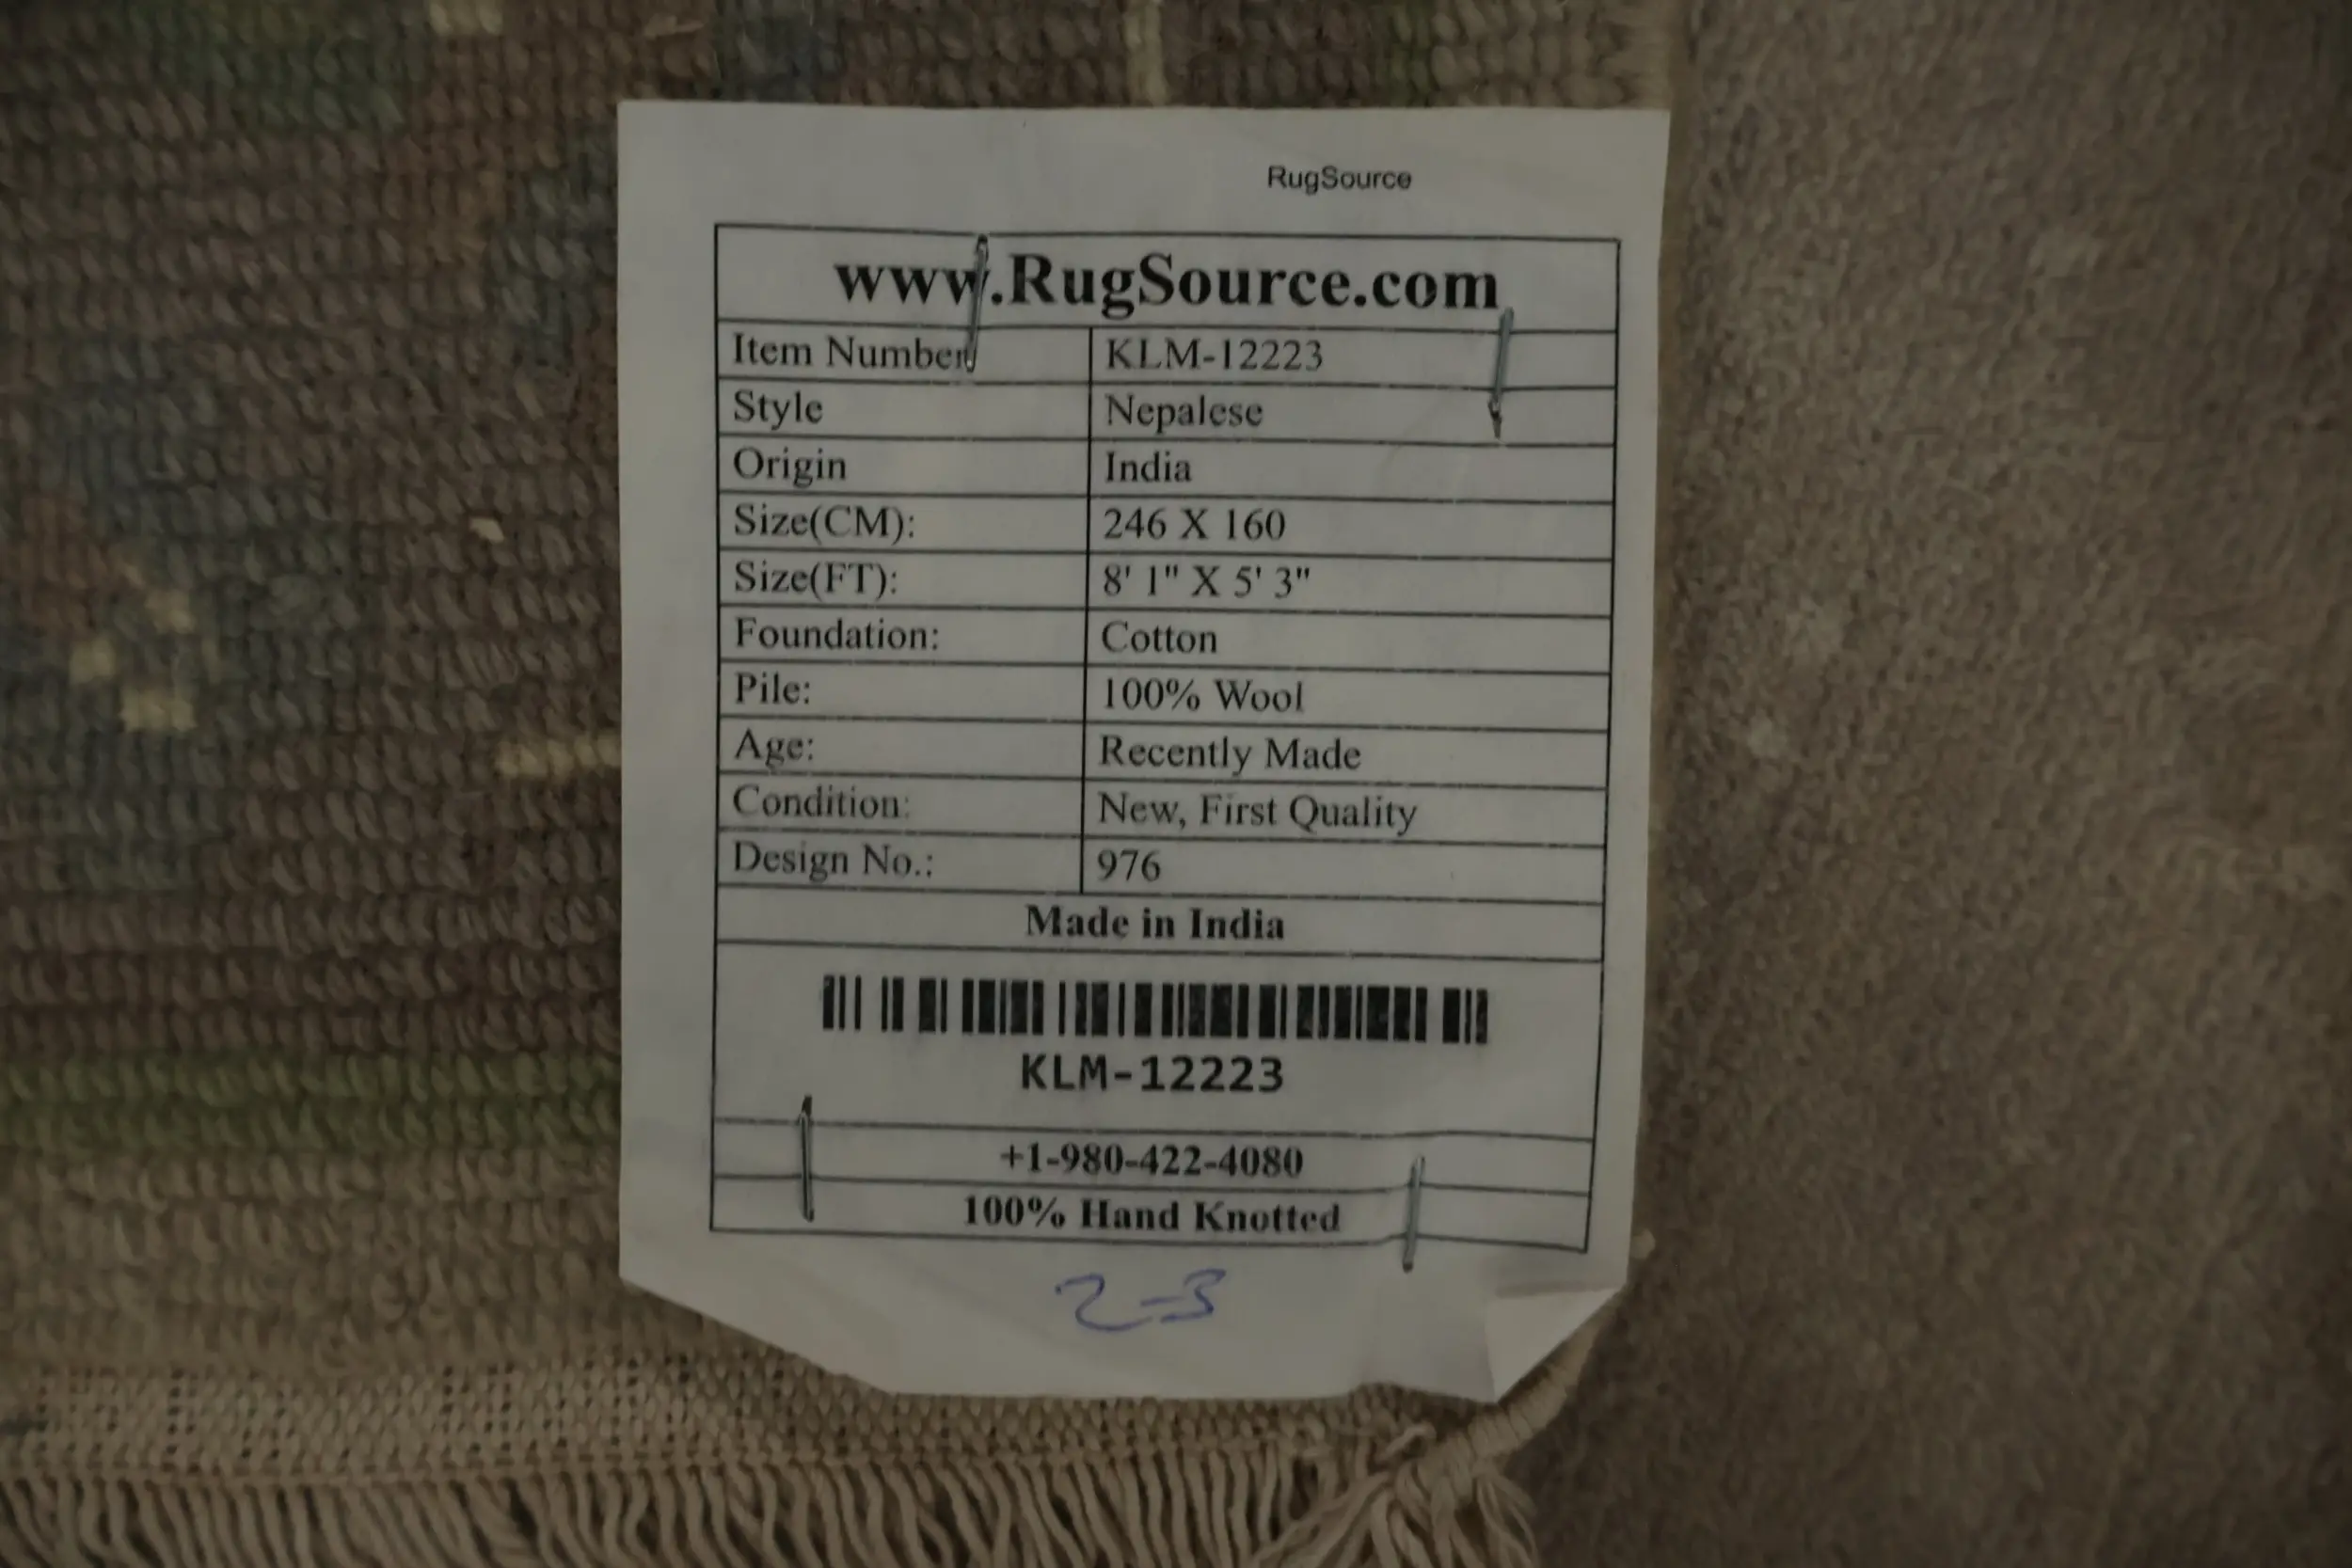 RugSource
www.RugSource.com
Item Number KLM-12223
Style Nepalese
Origin India
Size(CM): 246 X 160
Size(FT): 8' 1" X 5' 3"
Foundation: Cotton
Pile: 100% Wool
Age: Recently Made
Condition: New, First Quality
Design No.: 976
Made in India
KLM-12223
+1-980-422-4080
100% Hand Knotted
2-3